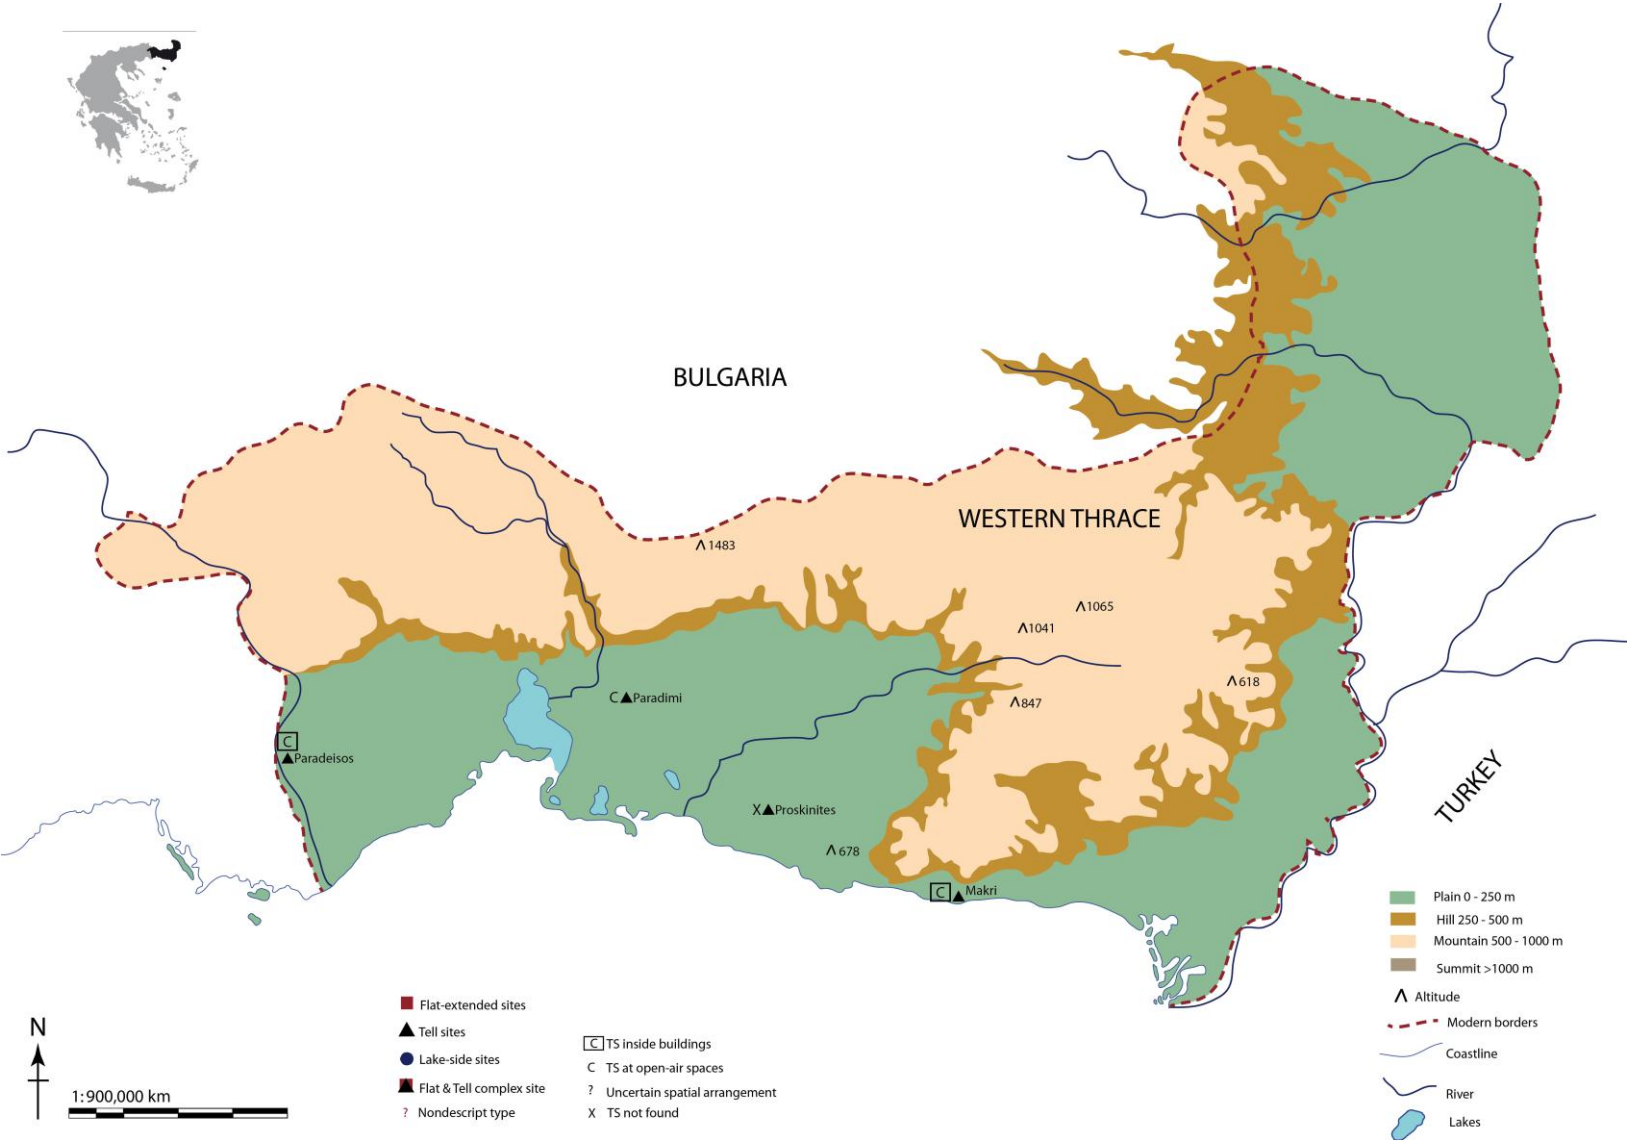 BULGARIA
WESTERN THRACE
Λ 1483
Λ1065
Λ1041
Λ 618
Λ847
C Paradimi
C
Paradeisos
X Proskinites
Λ 678
C Makri
TURKEY
Plain 0 - 250 m
Hill 250 - 500 m
Mountain 500 - 1000 m
Summit >1000 m
Λ Altitude
Modern borders
Coastline
River
Lakes
Flat-extended sites
Tell sites
Lake-side sites
Flat & Tell complex site
? Nondescript type
C TS inside buildings
C TS at open-air spaces
? Uncertain spatial arrangement
X TS not found
N
1:900,000 km